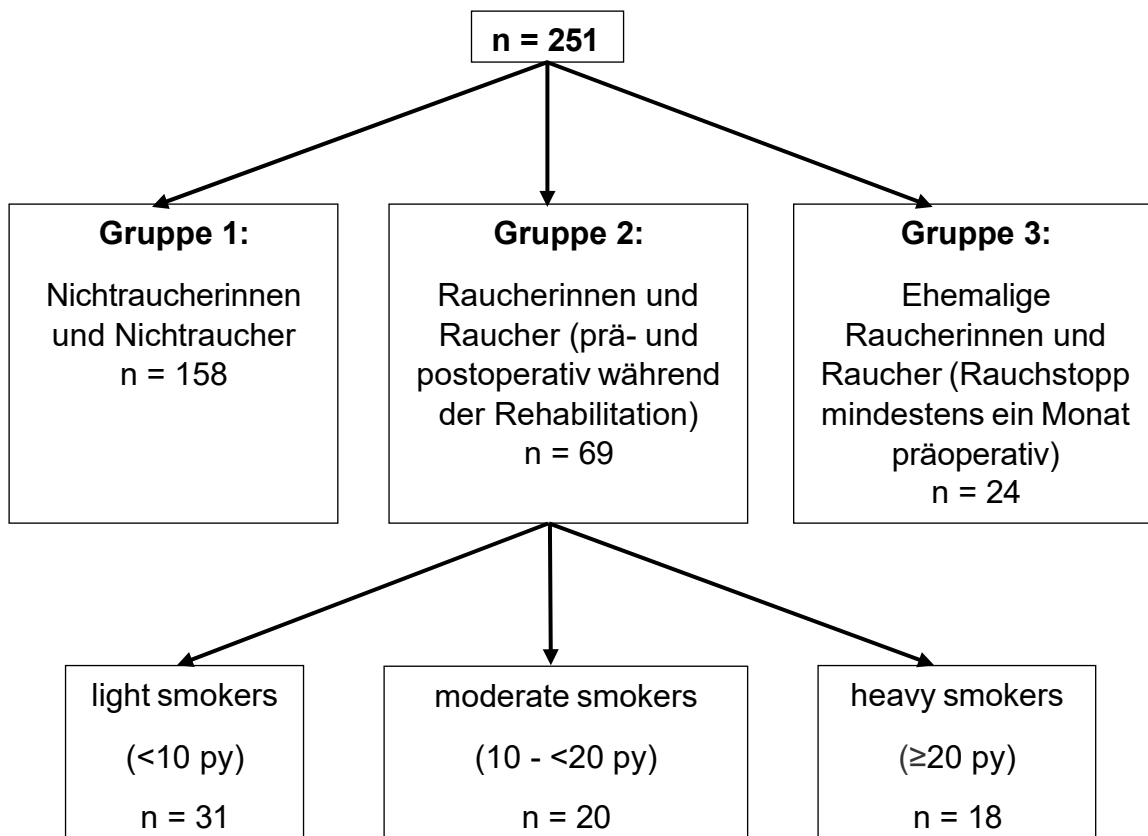 n = 251
Gruppe 1:
Nichtraucherinnen
und Nichtraucher
n = 158
Gruppe 2:
Raucherinnen und
Raucher (prä- und
postoperativ während
der Rehabilitation)
n = 69
Gruppe 3:
Ehemalige
Raucherinnen und
Raucher (Rauchstopp
mindestens ein Monat
präoperativ)
n = 24
light smokers
(<10 py)
n = 31
moderate smokers
(10 - <20 py)
n = 20
heavy smokers
(≥20 py)
n = 18